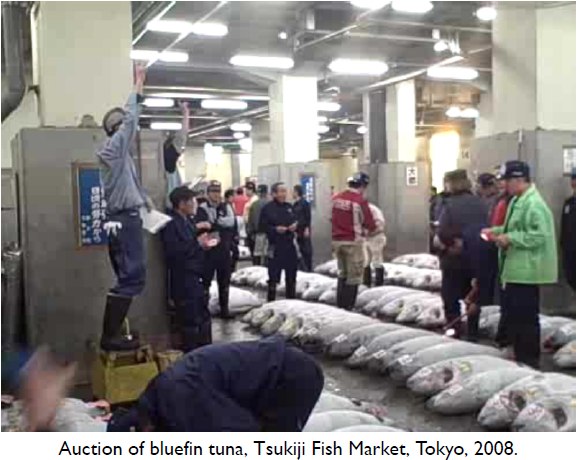 Auction of bluefin tuna, Tsukiji Fish Market, Tokyo, 2008.